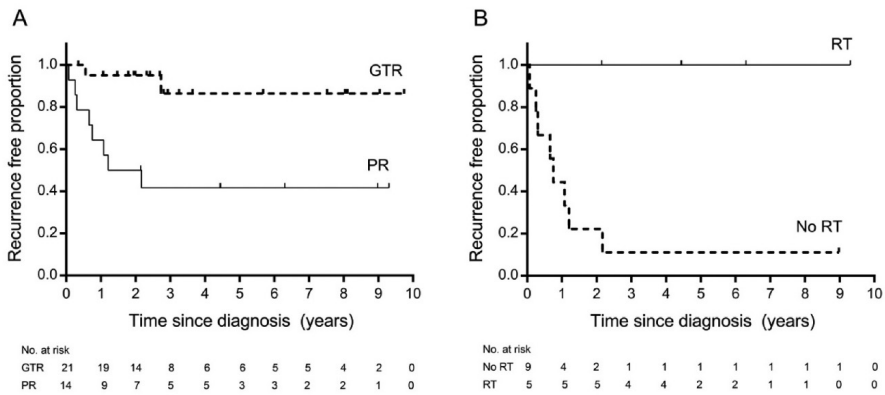 A
Recurrence free proportion
1.0
0.8
0.6
0.4
0.2
0.0
GTR
PR
0 1 2 3 4 5 6 7 8 9 10
Time since diagnosis (years)
No. at risk
GTR 21 19 14 8 6 6 5 5 4 2 0
PR 14 9 7 5 5 3 3 2 2 1 0
B
Recurrence free proportion
1.0
0.8
0.6
0.4
0.2
0.0
RT
No RT
0 1 2 3 4 5 6 7 8 9 10
Time since diagnosis (years)
No. at risk
No RT 9 4 2 1 1 1 1 1 1 1 0
RT 5 5 5 4 4 2 2 1 1 0 0